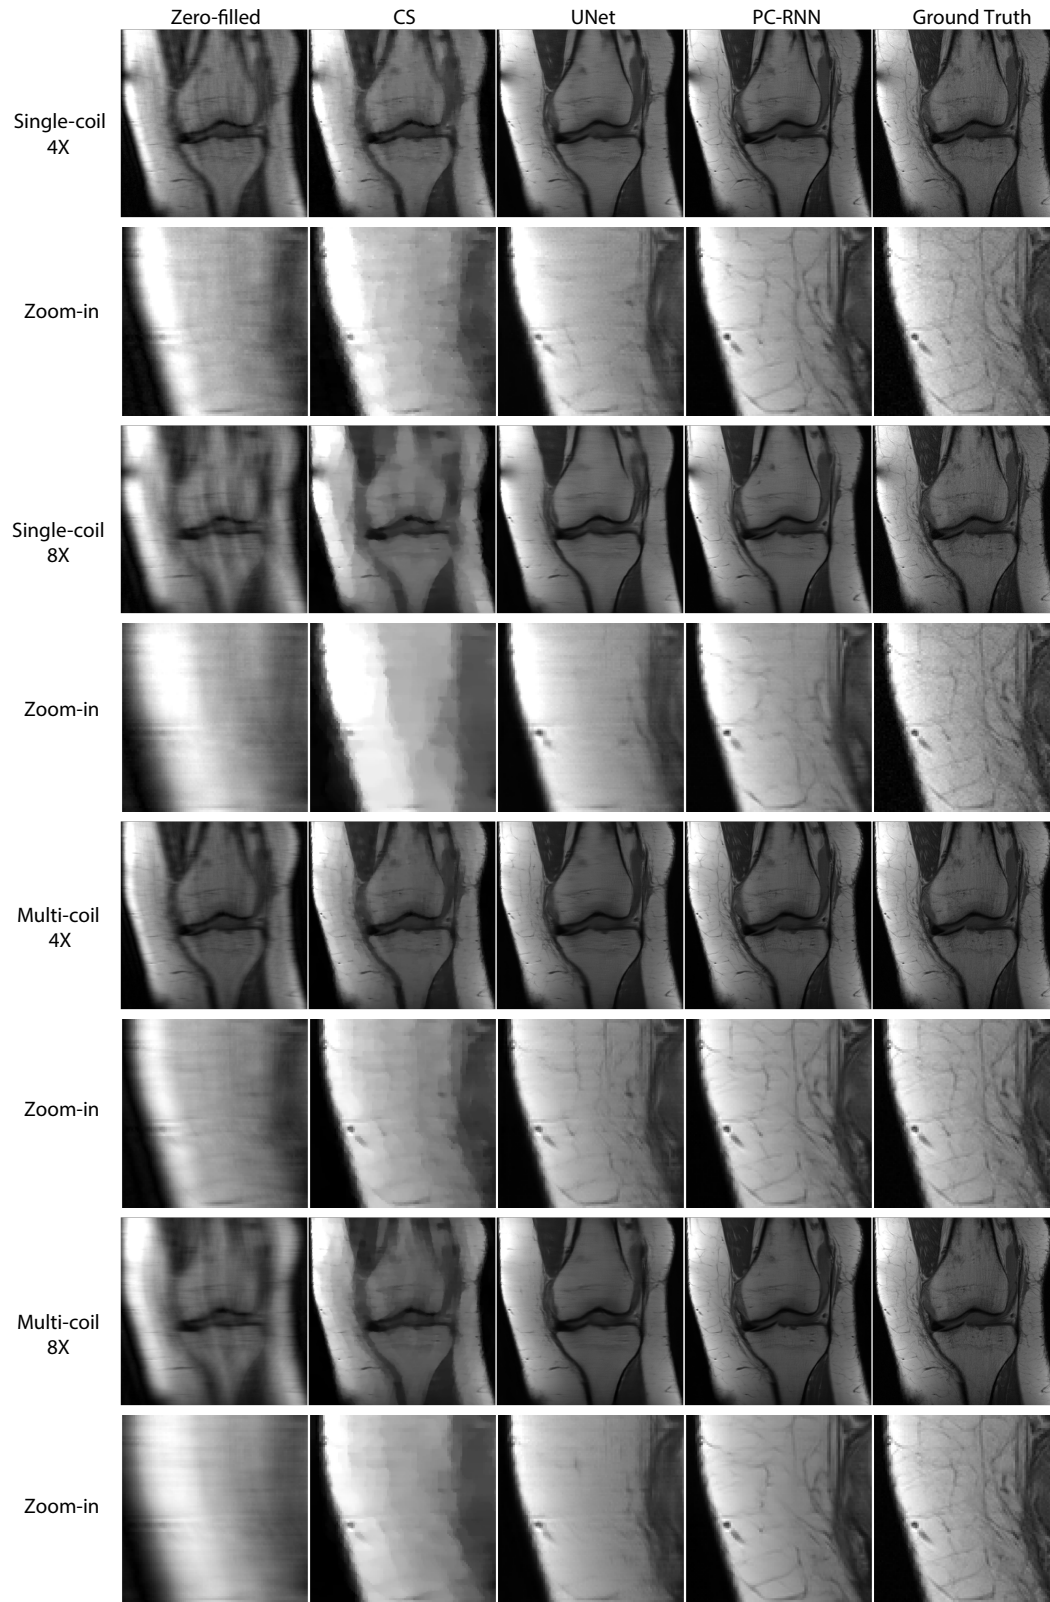 Zero-filled CS UNet PC-RNN Ground Truth
Single-coil
4X
Zoom-in
Single-coil
8X
Zoom-in
Multi-coil
4X
Zoom-in
Multi-coil
8X
Zoom-in